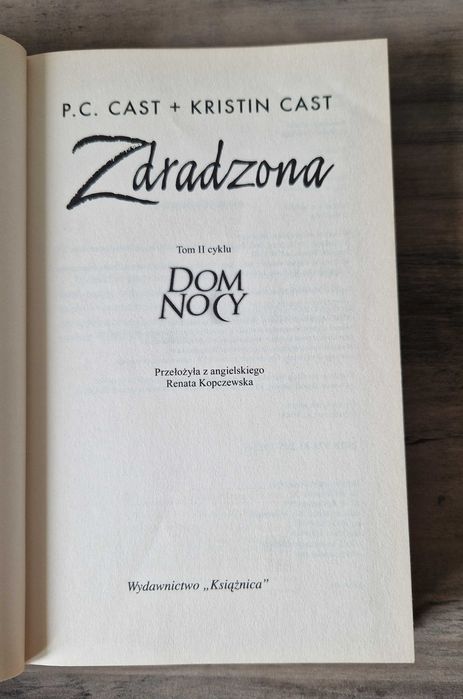 P.C. CAST + KRISTIN CAST
Zdradzona
Tom II cyklu
DOM
NOCY
Przełożyła z angielskiego
Renata Kopczewska
Wydawnictwo „Książnica”